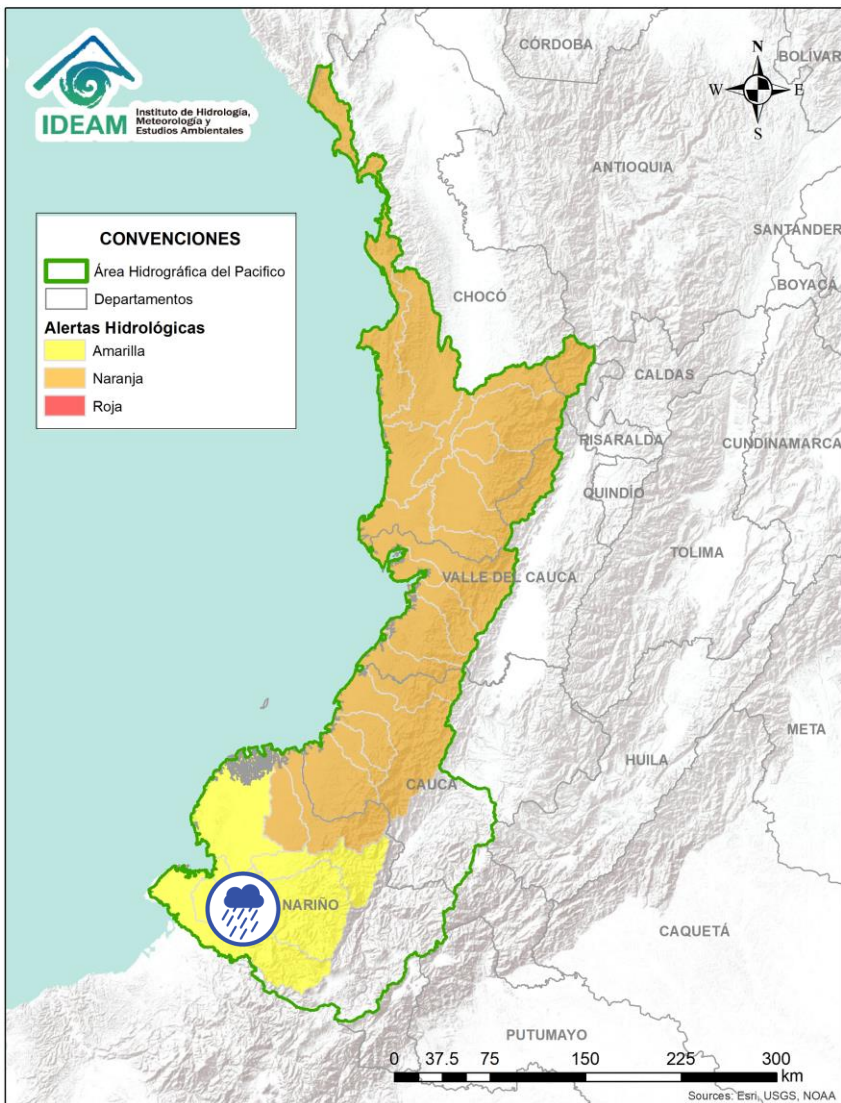 IDEAM
Instituto de Hidrología,
Meteorología y
Estudios Ambientales
CONVENCIONES
Área Hidrográfica del Pacifico
Departamentos
Alertas Hidrológicas
Amarilla
Naranja
Roja
N
W
E
S
CÓRDOBA
BOLÍVAR
ANTIOQUIA
SANTANDER
BOYACÁ
CHOCÓ
CALDAS
RISARALDA
CUNDINAMARCA
QUINDÍO
TOLIMA
VALLE DEL CAUCA
META
HUILA
CAUCA
NARIÑO
CAQUETÁ
PUTUMAYO
0 37.5 75 150 225 300
km
Sources: Esri, USGS, NOAA